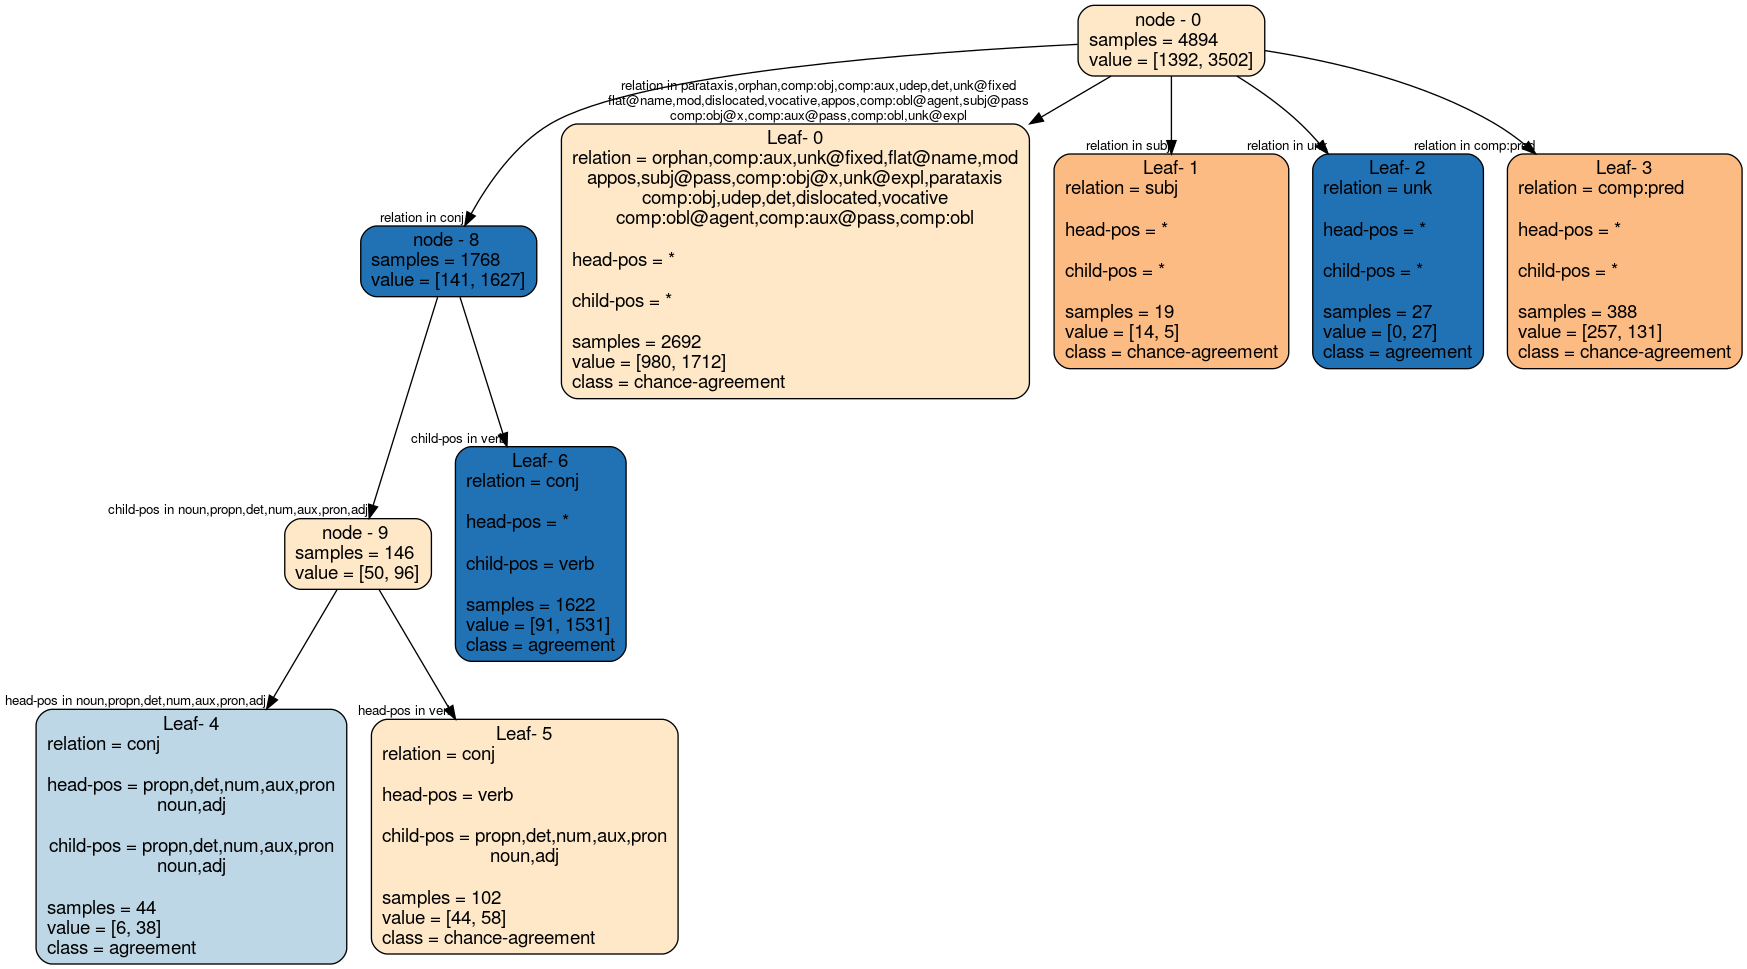 node - 0
samples = 4894
value = [1392, 3502]
relation in parataxis,orphan,comp:obj,comp:aux,udep,det,unk@fixed
flat@name,mod,dislocated,vocative,appos,comp:obl@agent,subj@pass
comp:obj@x,comp:aux@pass,comp:obl,unk@expl
Leaf- 0
relation = orphan,comp:aux,unk@fixed,flat@name,mod
appos,subj@pass,comp:obj@x,unk@expl,parataxis
comp:obj,udep,det,dislocated,vocative
comp:obl@agent,comp:aux@pass,comp:obl
head-pos = *
child-pos = *
samples = 2692
value = [980, 1712]
class = chance-agreement
relation in subj
Leaf- 1
relation = subj
head-pos = *
child-pos = *
samples = 19
value = [14, 5]
class = chance-agreement
relation in unk
Leaf- 2
relation = unk
head-pos = *
child-pos = *
samples = 27
value = [0, 27]
class = agreement
relation in comp:pred
Leaf- 3
relation = comp:pred
head-pos = *
child-pos = *
samples = 388
value = [257, 131]
class = chance-agreement
relation in conj
node - 8
samples = 1768
value = [141, 1627]
child-pos in verb
Leaf- 6
relation = conj
head-pos = *
child-pos = verb
samples = 1622
value = [91, 1531]
class = agreement
child-pos in noun,propn,det,num,aux,pron,adj
node - 9
samples = 146
value = [50, 96]
head-pos in noun,propn,det,num,aux,pron,adj
Leaf- 4
relation = conj
head-pos = propn,det,num,aux,pron
noun,adj
child-pos = propn,det,num,aux,pron
noun,adj
samples = 44
value = [6, 38]
class = agreement
head-pos in verb
Leaf- 5
relation = conj
head-pos = verb
child-pos = propn,det,num,aux,pron
noun,adj
samples = 102
value = [44, 58]
class = chance-agreement